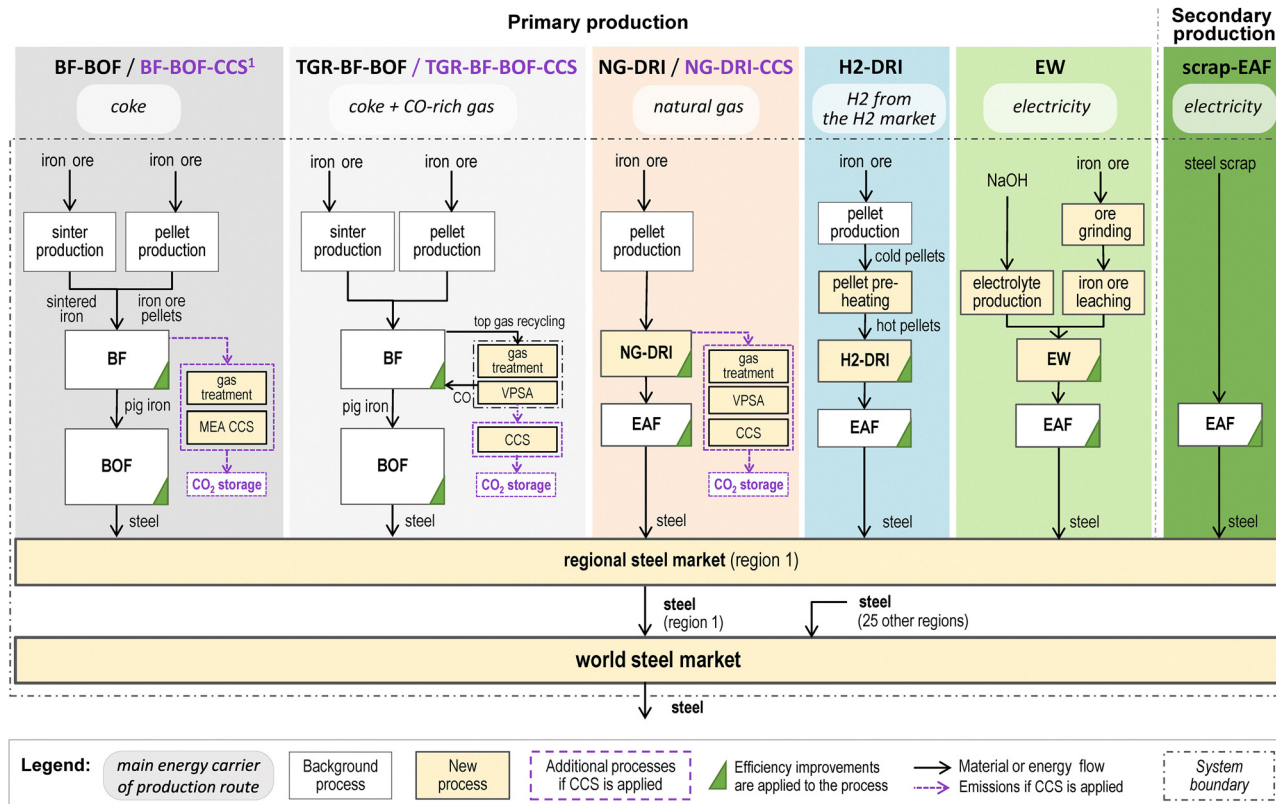 Primary production
Secondary
production
BF-BOF / BF-BOF-CCS¹
coke
TGR-BF-BOF / TGR-BF-BOF-CCS
coke + CO-rich gas
NG-DRI / NG-DRI-CCS
natural gas
H2-DRI
H2 from
the H2 market
EW
electricity
scrap-EAF
electricity
iron ore
iron ore
sinter
production
pellet
production
sintered
iron
iron ore
pellets
BF
gas
treatment
MEA CCS
pig iron
BOF
CO₂ storage
steel
iron ore
iron ore
sinter
production
pellet
production
top gas recycling
BF
gas
treatment
CO
VPSA
pig iron
CCS
BOF
CO₂ storage
steel
iron ore
pellet
production
NG-DRI
gas
treatment
VPSA
EAF
CCS
CO₂ storage
steel
iron ore
pellet
production
cold pellets
pellet pre-
heating
hot pellets
H2-DRI
EAF
steel
NaOH
iron ore
ore
grinding
electrolyte
production
iron ore
leaching
EW
EAF
steel
steel scrap
EAF
steel
regional steel market (region 1)
steel
(region 1)
steel
(25 other regions)
world steel market
steel
Legend:
main energy carrier
of production route
Background
process
New
process
Additional processes
if CCS is applied
Efficiency improvements
are applied to the process
Material or energy flow
Emissions if CCS is applied
System
boundary